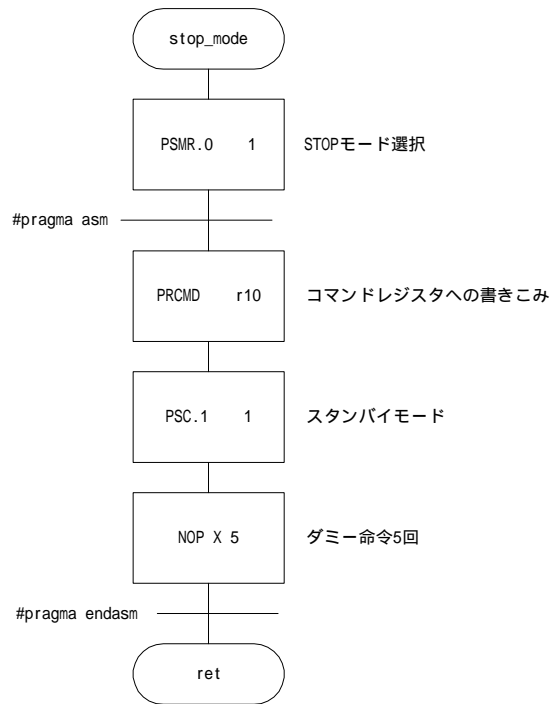 stop_mode
PSMR.0 1
STOPモード選択
#pragma asm
PRCMD r10
コマンドレジスタへの書きこみ
PSC.1 1
スタンバイモード
NOP X 5
ダミー命令5回
#pragma endasm
ret